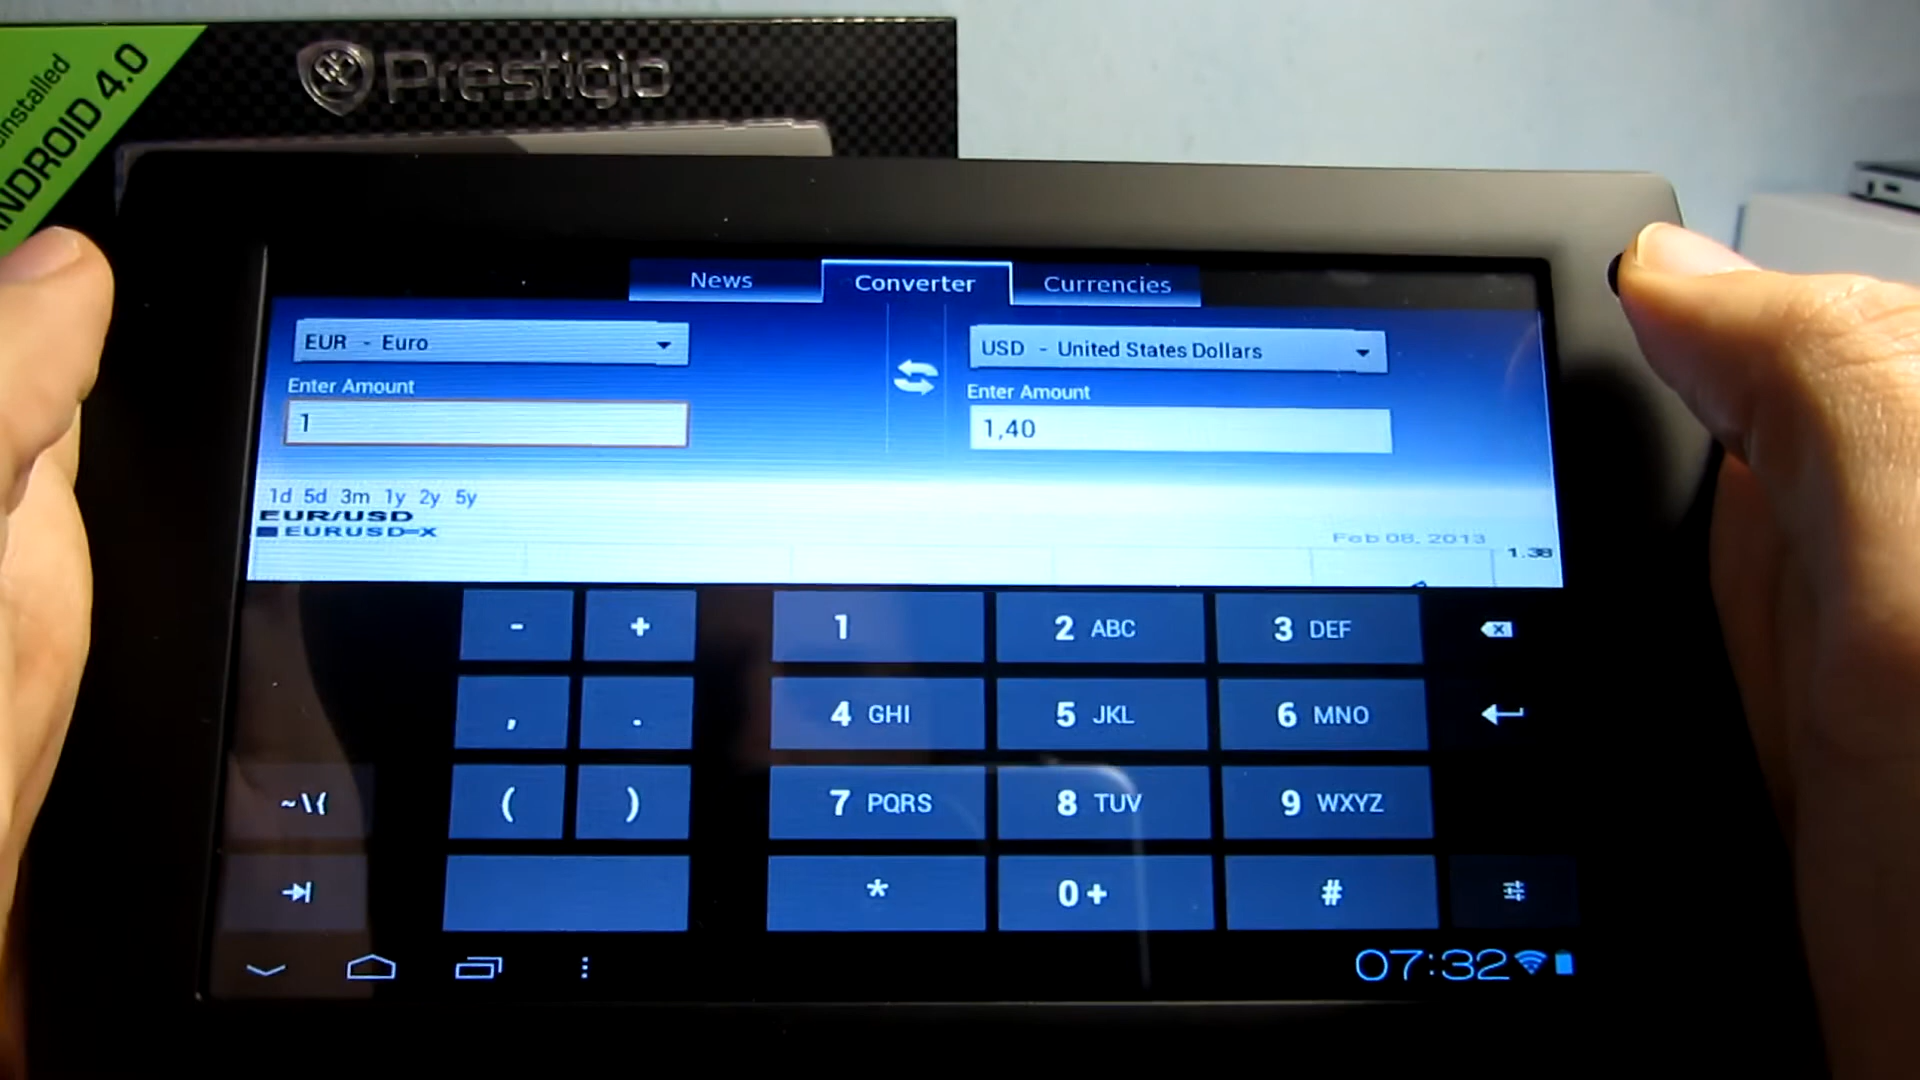 installed
ANDROID 4.0
Prestigio
News
Converter
Currencies
EUR - Euro
USD - United States Dollars
Enter Amount
Enter Amount
1
1,40
1d 5d 3m 1y 2y 5y
EUR/USD
EURUSD=X
Feb 08, 2013
1.38
- + 1 2 ABC 3 DEF
, . 4 GHI 5 JKL 6 MNO
~\{ ( ) 7 PQRS 8 TUV 9 WXYZ
* 0+ #
07:32